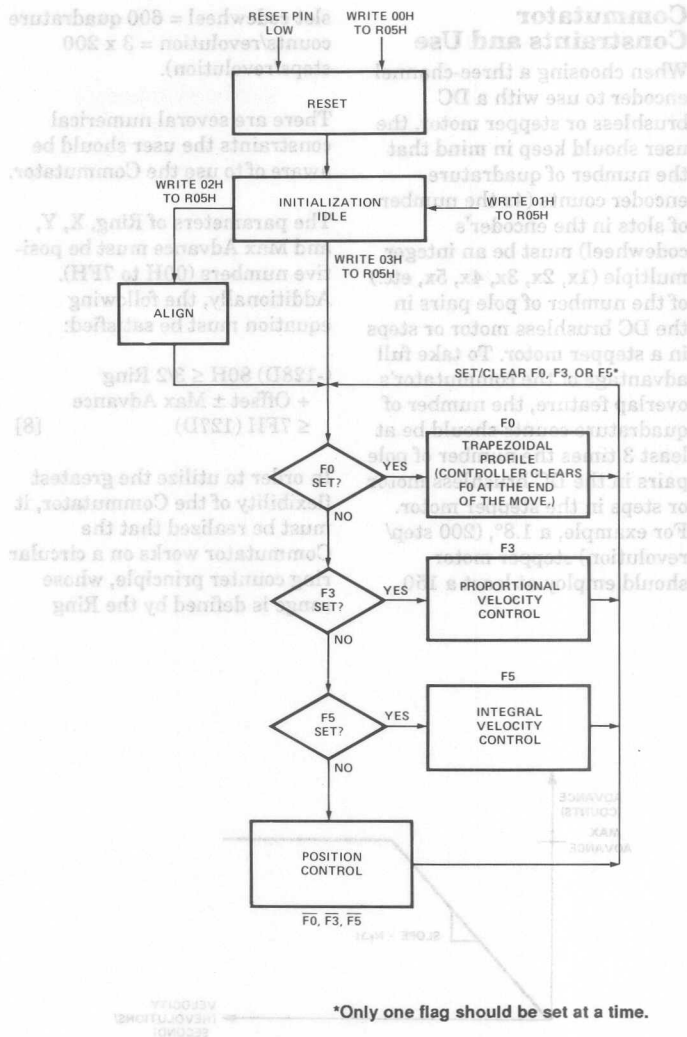 RESET PIN
LOW
WRITE 00H
TO R05H
RESET
WRITE 02H
TO R05H
INITIALIZATION
IDLE
WRITE 01H
TO R05H
WRITE 03H
TO R05H
ALIGN
SET/CLEAR F0, F3, OR F5*
F0
SET?
YES
NO
F0
TRAPEZOIDAL
PROFILE
(CONTROLLER CLEARS
F0 AT THE END
OF THE MOVE.)
F3
SET?
YES
NO
F3
PROPORTIONAL
VELOCITY
CONTROL
F5
SET?
YES
NO
F5
INTEGRAL
VELOCITY
CONTROL
POSITION
CONTROL
F̅0̅, F̅3̅, F̅5̅
*Only one flag should be set at a time.
Commutator
Constraints and Use
When choosing a three-channel
encoder to use with a DC
brushless or stepper motor, the
user should keep in mind that
the number of quadrature
encoder counts
the number
of slots in the encoder's
codewheel) must be an integer
multiple (1x, 2x, 3x, 4x, 5x, etc.)
of the number of pole pairs in
the DC brushless motor or steps
in a stepper motor. To take full
advantage of the commutator's
overlap feature, the number of
quadrature counts should be at
least 3 times the number of pole
pairs in the
or steps in the stepper motor.
For example, a 1.8°, (200 step/
revolution) stepper motor
should employ at least a 150
slot codewheel = 600 quadrature
counts/revolution = 3 x 200
steps/revolution).
There are several numerical
constraints the user should be
aware of to use the Commutator.
The parameters of Ring, X, Y,
and Max Advance must be posi-
tive numbers (00H to 7FH).
Additionally, the following
equation must be satisfied:
(-128D) 80H ≤ 3/2 Ring
+ Offset ± Max Advance
≤ 7FH (127D) [8]
In order to utilize the greatest
flexibility of the Commutator, it
must be realized that the
Commutator works on a circular
ring counter principle, whose
range is defined by the Ring
ADVANCE
(COUNTS)
MAX
ADVANCE
SLOPE
VELOCITY
(REVOLUTIONS/
SECOND)